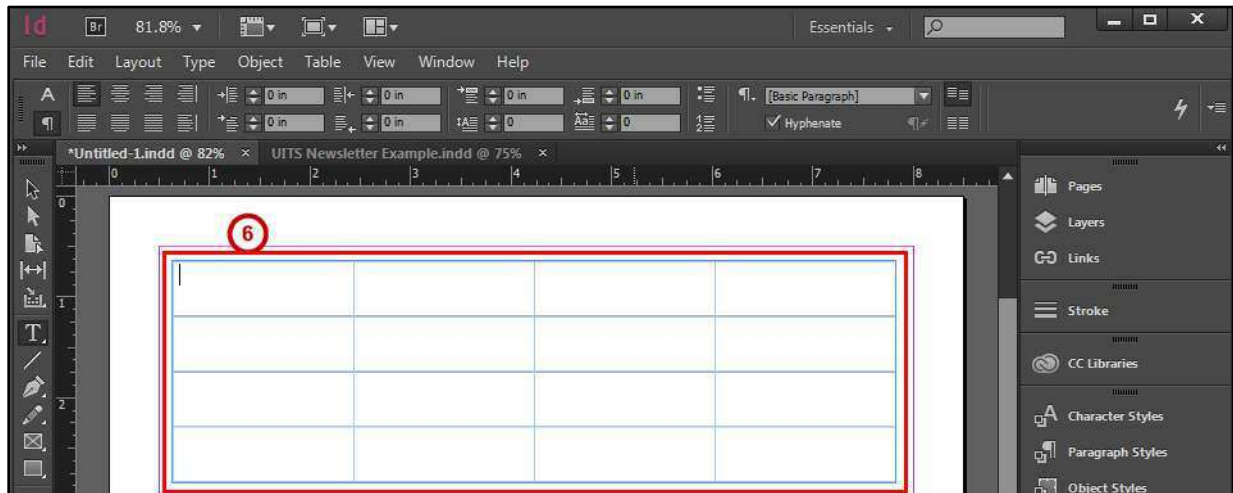 Id Br 81.8% Essentials
File Edit Layout Type Object Table View Window Help
A 0 in 0 in 0 in 0 in ¶. [Basic Paragraph]
¶ 0 in 0 in 0 0 Hyphenate
*Untitled-1.indd @ 82% × UITS Newsletter Example.indd @ 75% ×
0 1 2 3 4 5 6 7 8
0
6
1
2
T
Pages
Layers
Links
Stroke
CC Libraries
Character Styles
Paragraph Styles
Object Styles